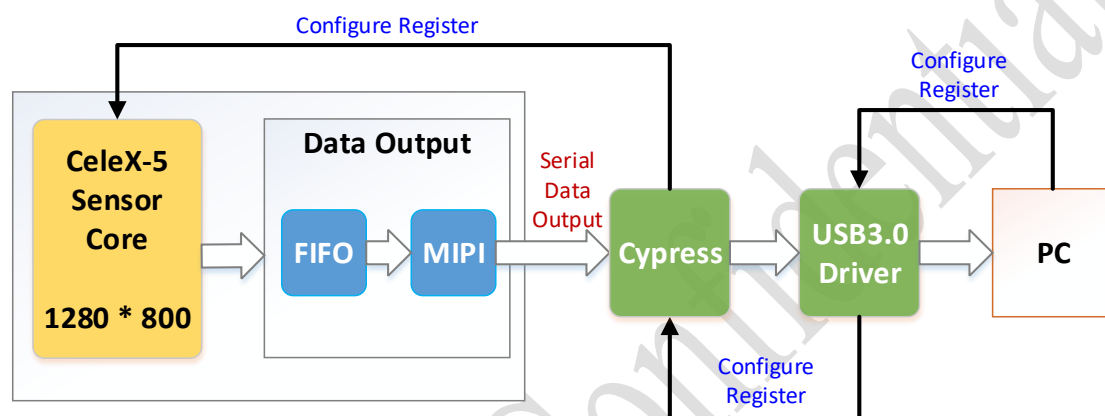 Configure Register
Configure
Register
CeleX-5
Sensor
Core
1280 * 800
Data Output
FIFO
MIPI
Serial
Data
Output
Cypress
USB3.0
Driver
PC
Configure
Register
Confidential